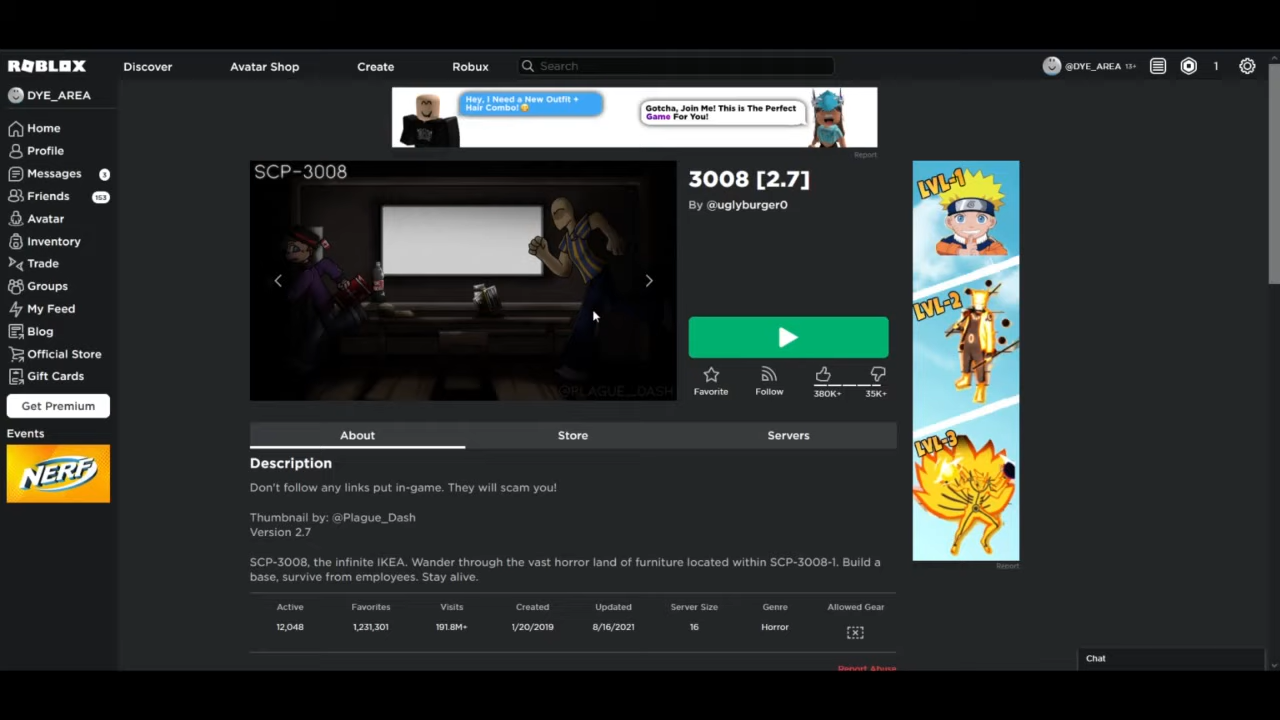 ROBLOX
Discover
Avatar Shop
Create
Robux
Search
@DYE_AREA 13+
1
DYE_AREA
Home
Profile
Messages
3
Friends
153
Avatar
Inventory
Trade
Groups
My Feed
Blog
Official Store
Gift Cards
Get Premium
Events
NERF
Hey, I Need a New Outfit +
Hair Combo!
Gotcha, Join Me! This is The Perfect
Game For You!
Report
SCP-3008
@PLAGUE_DASH
3008 [2.7]
By @uglyburger0
Favorite
Follow
380K+
35K+
About
Store
Servers
Description
Don't follow any links put in-game. They will scam you!
Thumbnail by: @Plague_Dash
Version 2.7
SCP-3008, the infinite IKEA. Wander through the vast horror land of furniture located within SCP-3008-1. Build a
base, survive from employees. Stay alive.
Active
Favorites
Visits
Created
Updated
Server Size
Genre
Allowed Gear
12,048
1,231,301
191.8M+
1/20/2019
8/16/2021
16
Horror
Report Abuse
LVL-1
LVL-2
LVL-3
Report
Chat